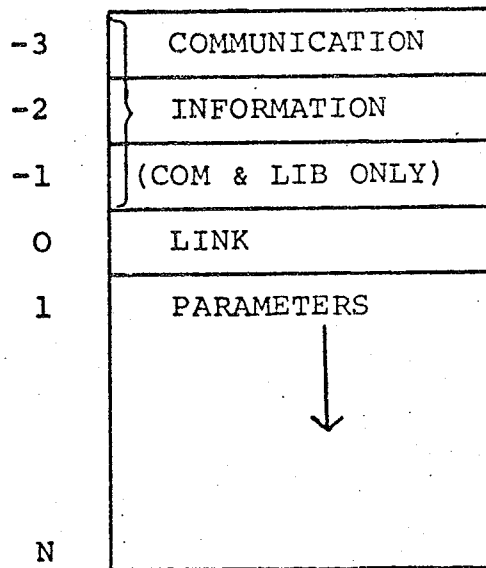 -3 COMMUNICATION
-2 INFORMATION
-1 (COM & LIB ONLY)
0 LINK
1 PARAMETERS
N